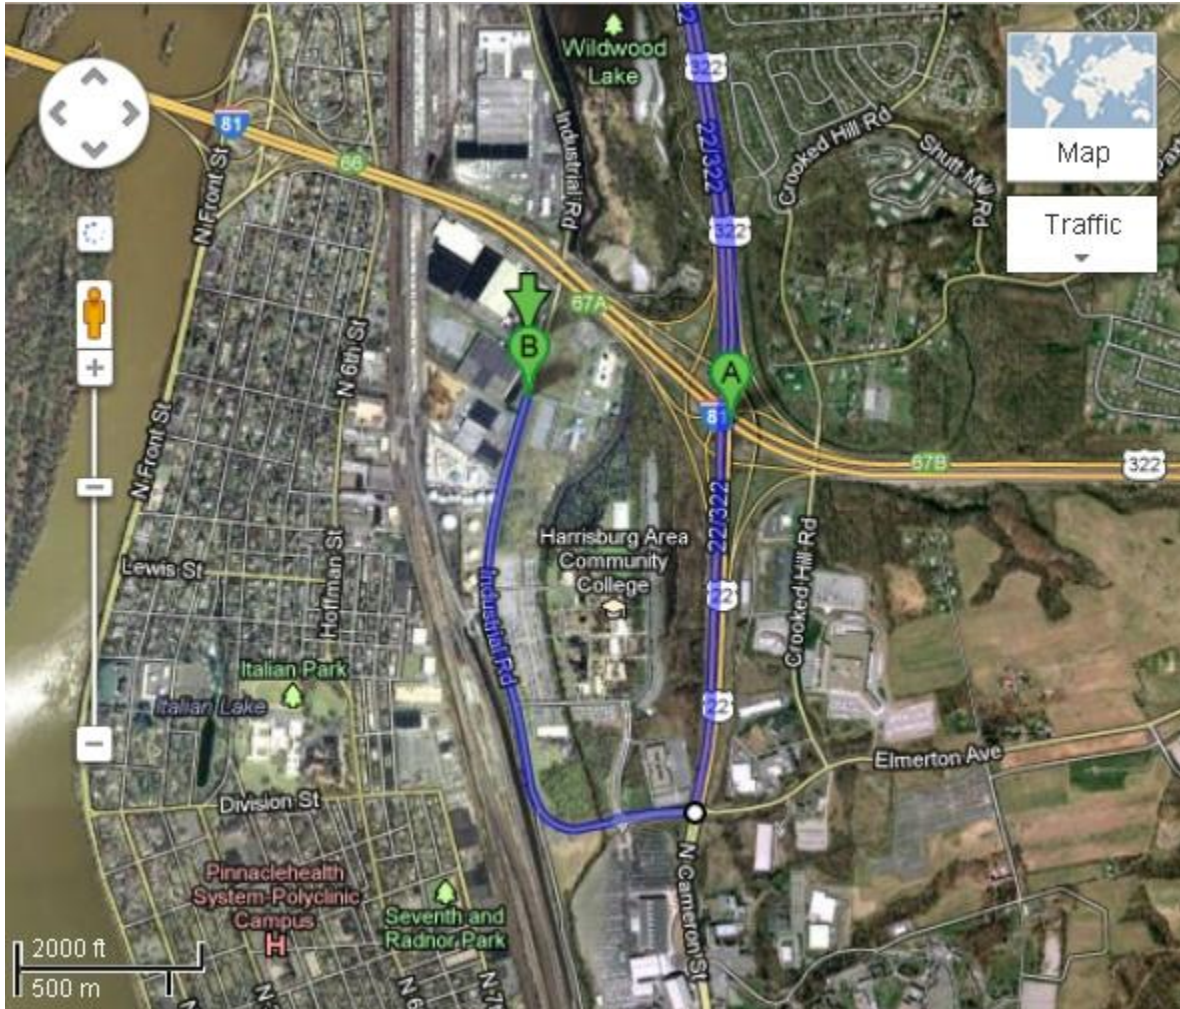 322
Wildwood
Lake
Map
Traffic
81
66
N Front St
Industrial Rd
22/322
Crooked Hill Rd
Shutt Mill Rd
322
67A
B
A
N 6th St
81
67B
322
N Front St
22/322
Harrisburg Area
Community
College
Crooked Hill Rd
Lewis St
Hoffman St
22
Industrial Rd
Italian Park
Italian Lake
22
Elmerton Ave
Division St
Pinnaclehealth
System-Polyclinic
Campus
H
Seventh and
Radnor Park
N Cameron St
2000 ft
500 m